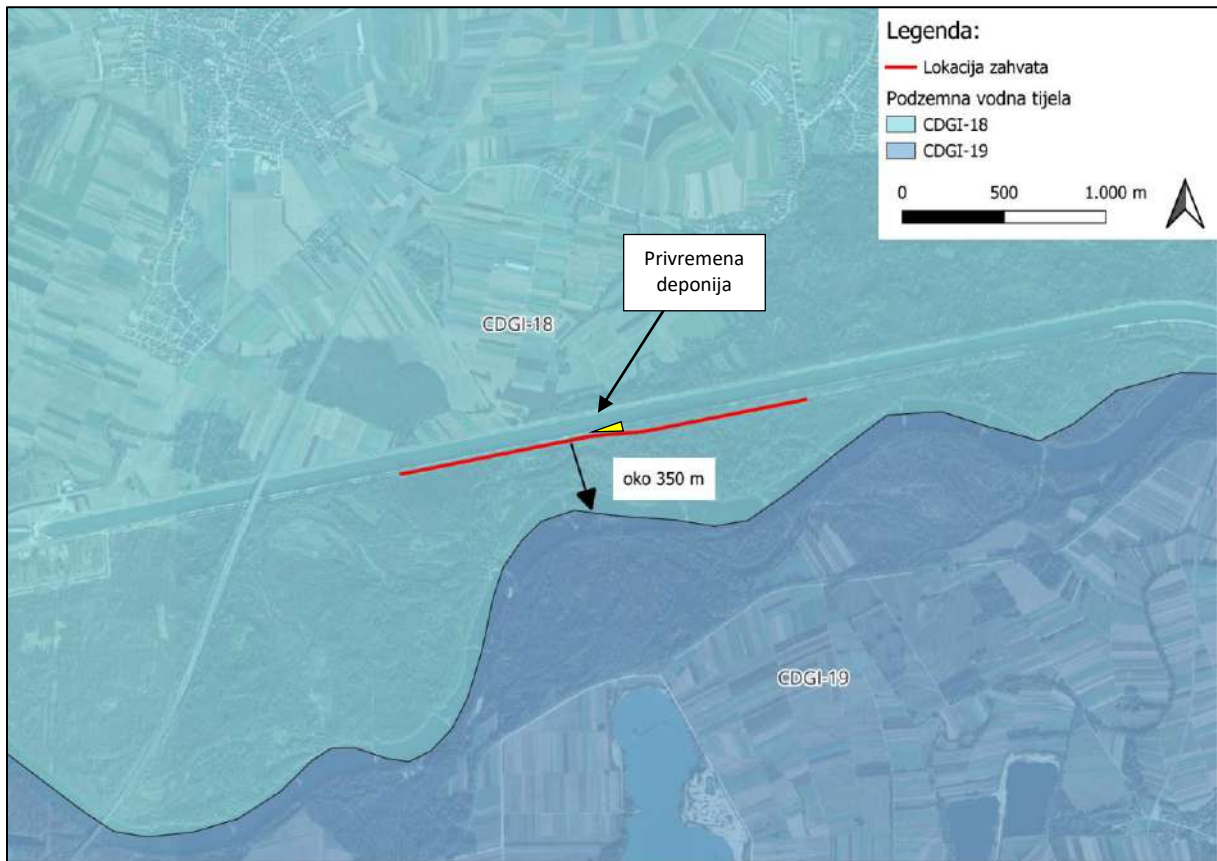 Legenda:
Lokacija zahvata
Podzemna vodna tijela
CDGI-18
CDGI-19
0 500 1.000 m
Privremena
deponija
CDGI-18
oko 350 m
CDGI-19